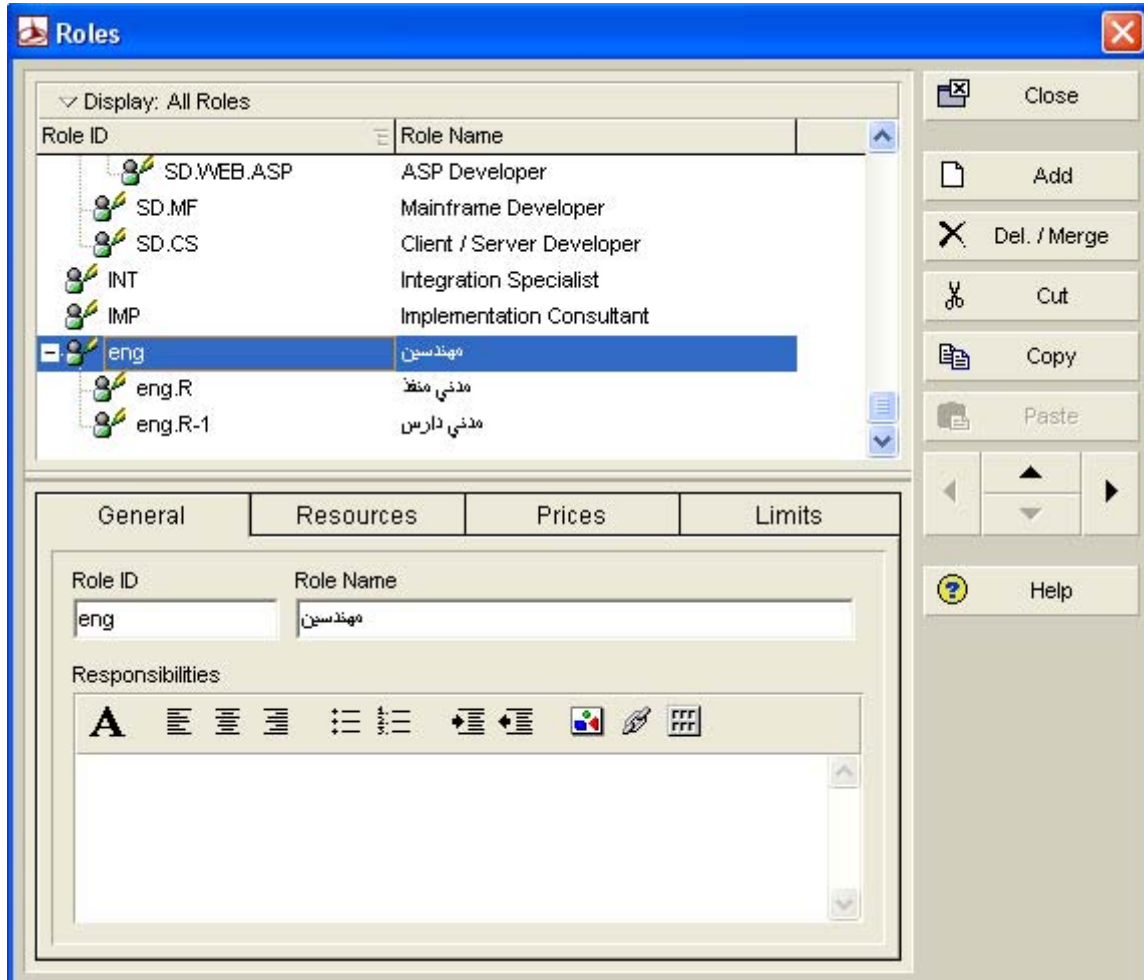 Roles
Display: All Roles
Role ID Role Name
SD.WEB.ASP ASP Developer
SD.MF Mainframe Developer
SD.CS Client / Server Developer
INT Integration Specialist
IMP Implementation Consultant
eng مهندسين
eng.R مدني منفذ
eng.R-1 مدني دارس
Close
Add
Del. / Merge
Cut
Copy
Paste
Help
General Resources Prices Limits
Role ID Role Name
eng مهندسين
Responsibilities
A